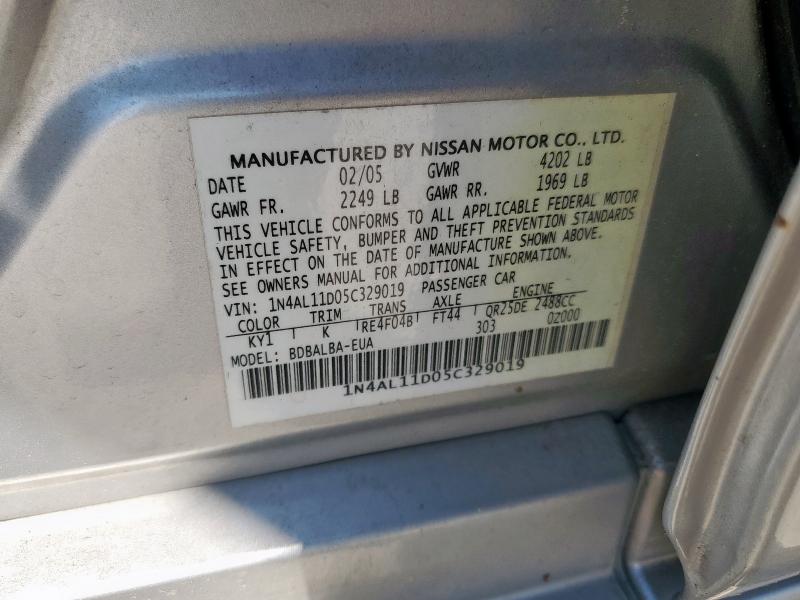 MANUFACTURED BY NISSAN MOTOR CO., LTD.
DATE 02/05 GVWR 4202 LB
GAWR FR. 2249 LB GAWR RR. 1969 LB
THIS VEHICLE CONFORMS TO ALL APPLICABLE FEDERAL MOTOR
VEHICLE SAFETY, BUMPER AND THEFT PREVENTION STANDARDS
IN EFFECT ON THE DATE OF MANUFACTURE SHOWN ABOVE.
SEE OWNERS MANUAL FOR ADDITIONAL INFORMATION.
VIN: 1N4AL11D05C329019 PASSENGER CAR
COLOR TRIM TRANS AXLE ENGINE
KY1 K RE4F04B FT44 QR25DE 2488CC
MODEL: BDBALBA-EUA 303 0Z000
1N4AL11D05C329019